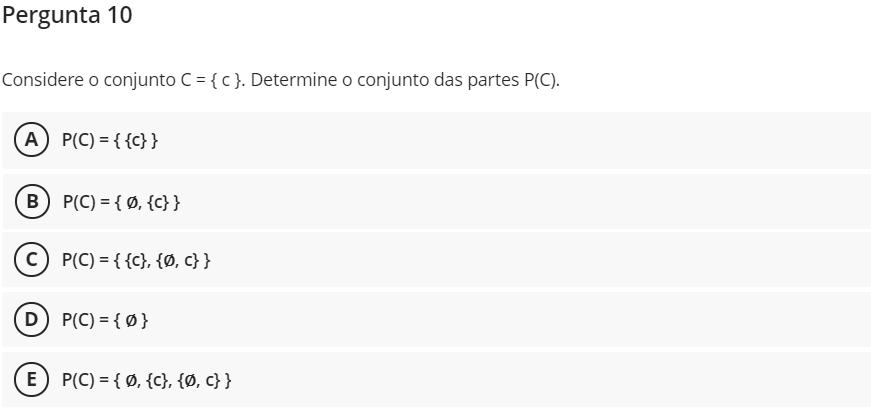 Pergunta 10
Considere o conjunto C = { c }. Determine o conjunto das partes P(C).
A P(C) = { {c} }
B P(C) = { Ø, {c} }
C P(C) = { {c}, {Ø, c} }
D P(C) = { Ø }
E P(C) = { Ø, {c}, {Ø, c} }